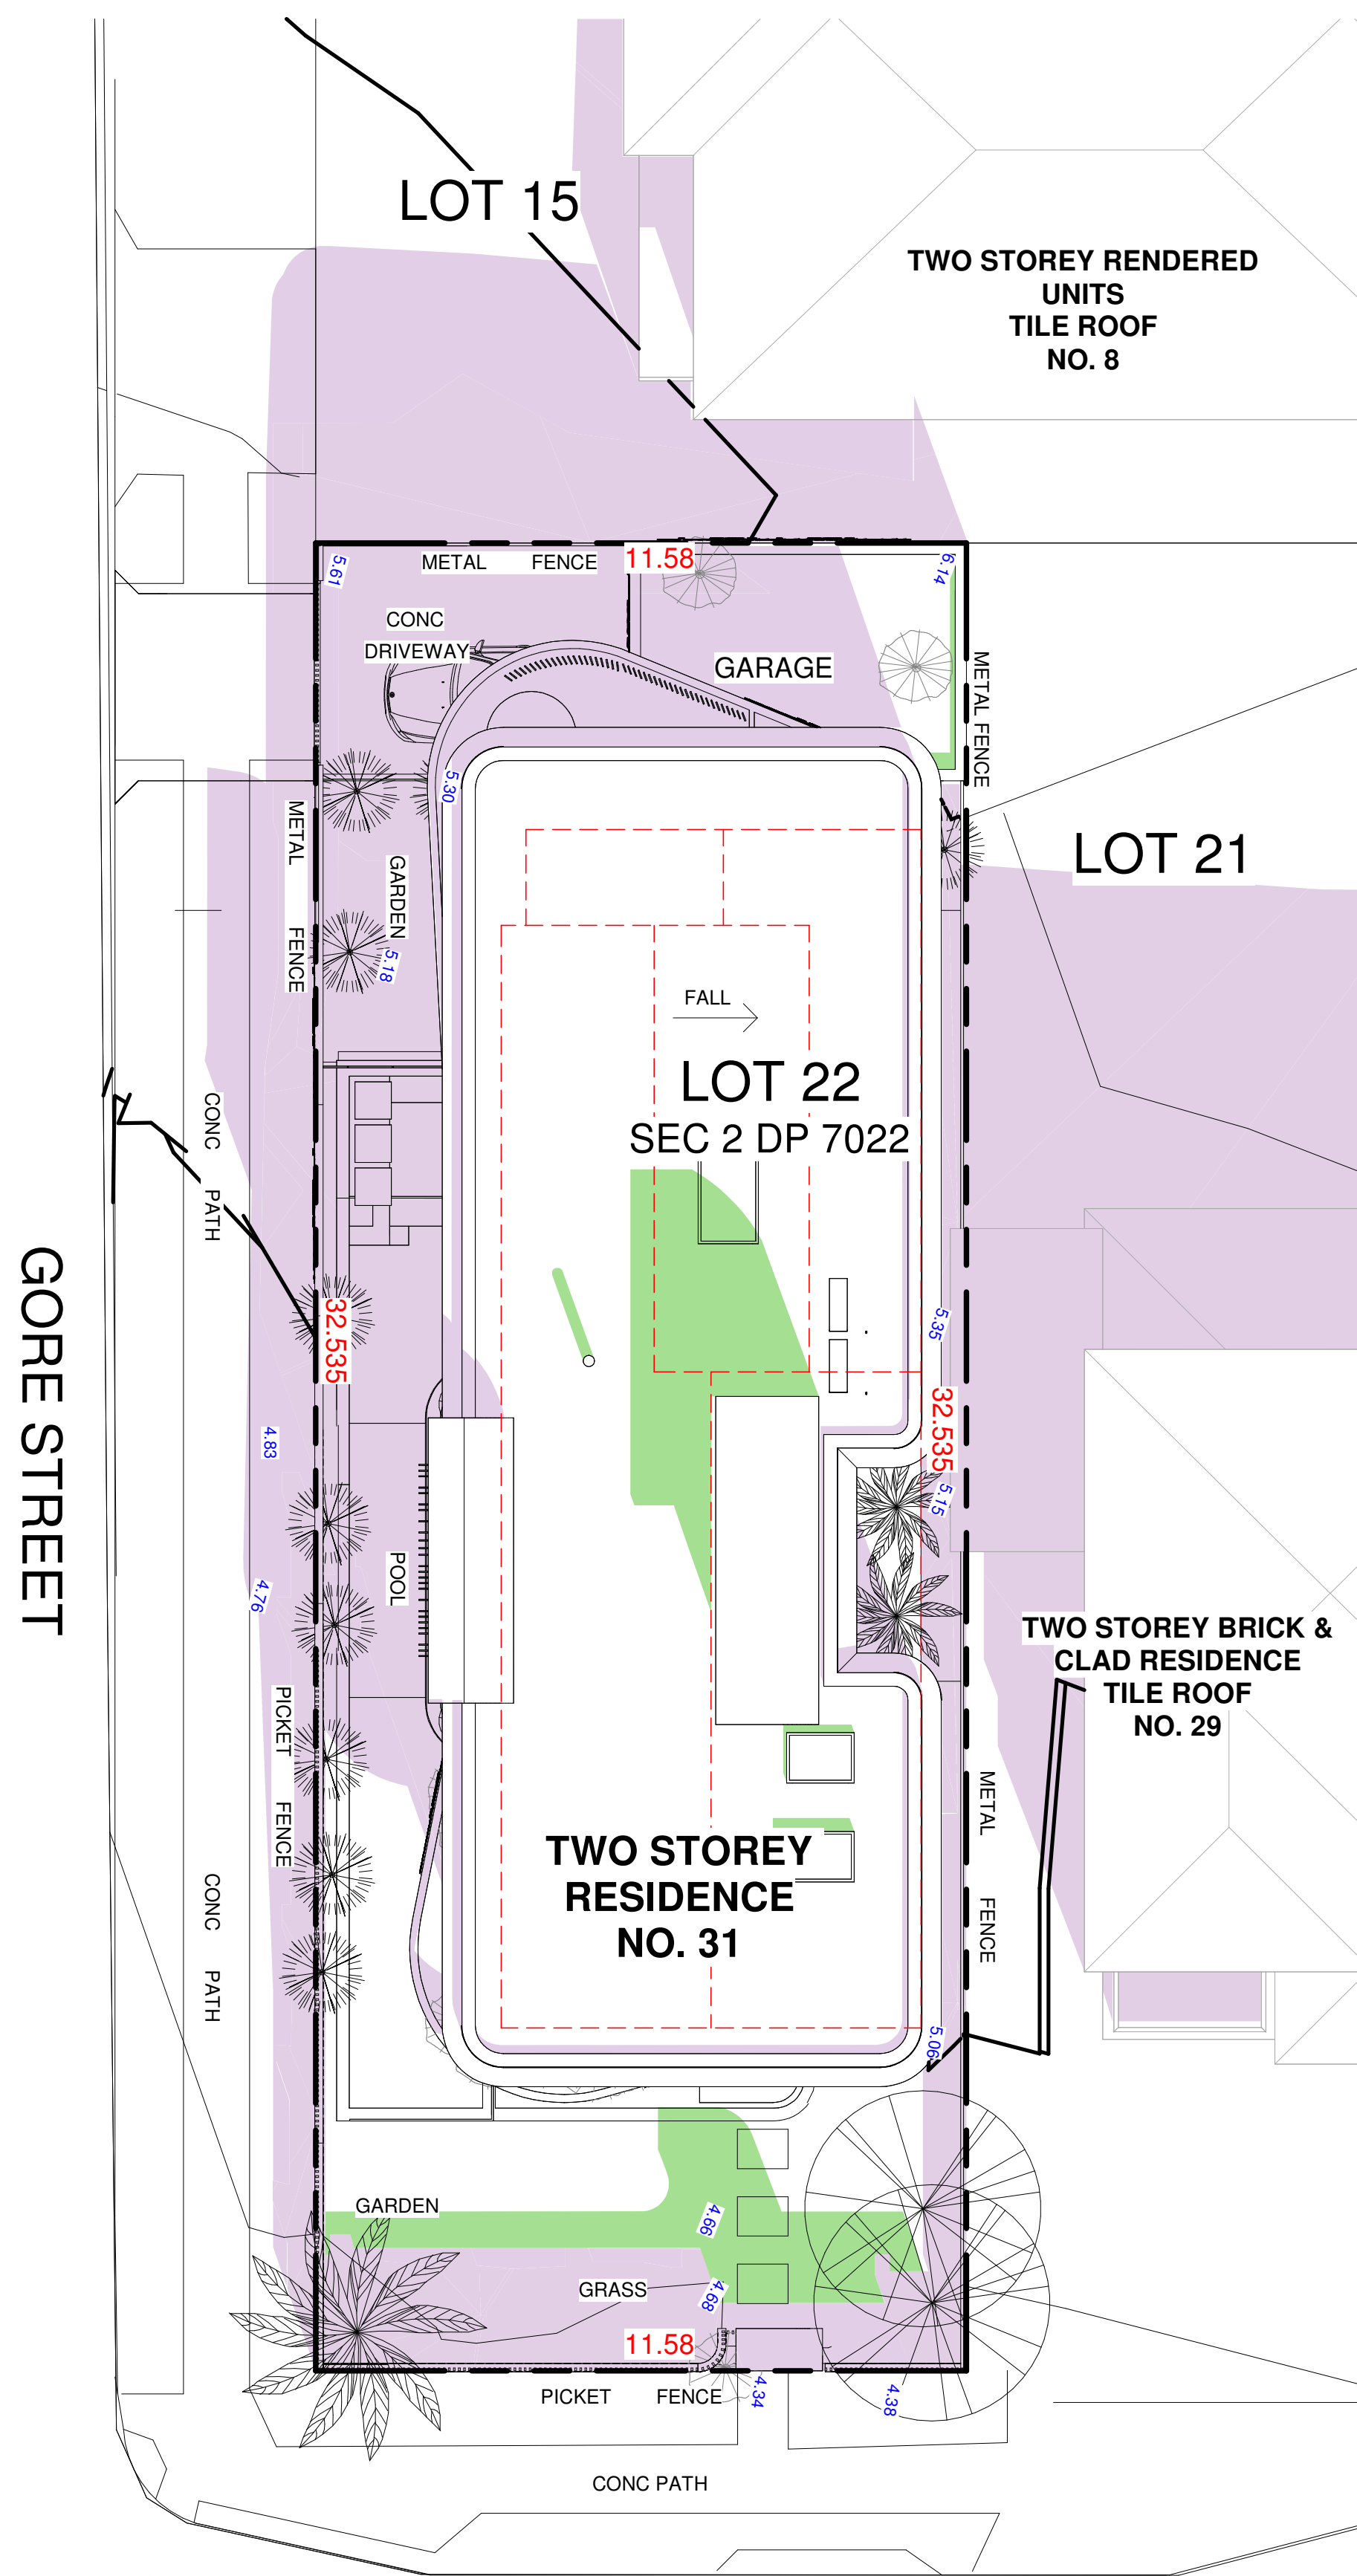 LOT 15
TWO STOREY RENDERED
UNITS
TILE ROOF
NO. 8
5.61
METAL FENCE
11.58
6.14
CONC
DRIVEWAY
GARAGE
METAL FENCE
5.30
METAL FENCE
GARDEN
5.18
LOT 21
FALL
LOT 22
SEC 2 DP 7022
CONC PATH
GORE STREET
32.535
5.35
32.535
4.83
5.15
4.76
POOL
TWO STOREY BRICK &
CLAD RESIDENCE
TILE ROOF
NO. 29
PICKET FENCE
METAL FENCE
TWO STOREY
RESIDENCE
NO. 31
CONC PATH
5.06
GARDEN
4.66
GRASS
4.68
11.58
PICKET FENCE
4.34
4.38
CONC PATH